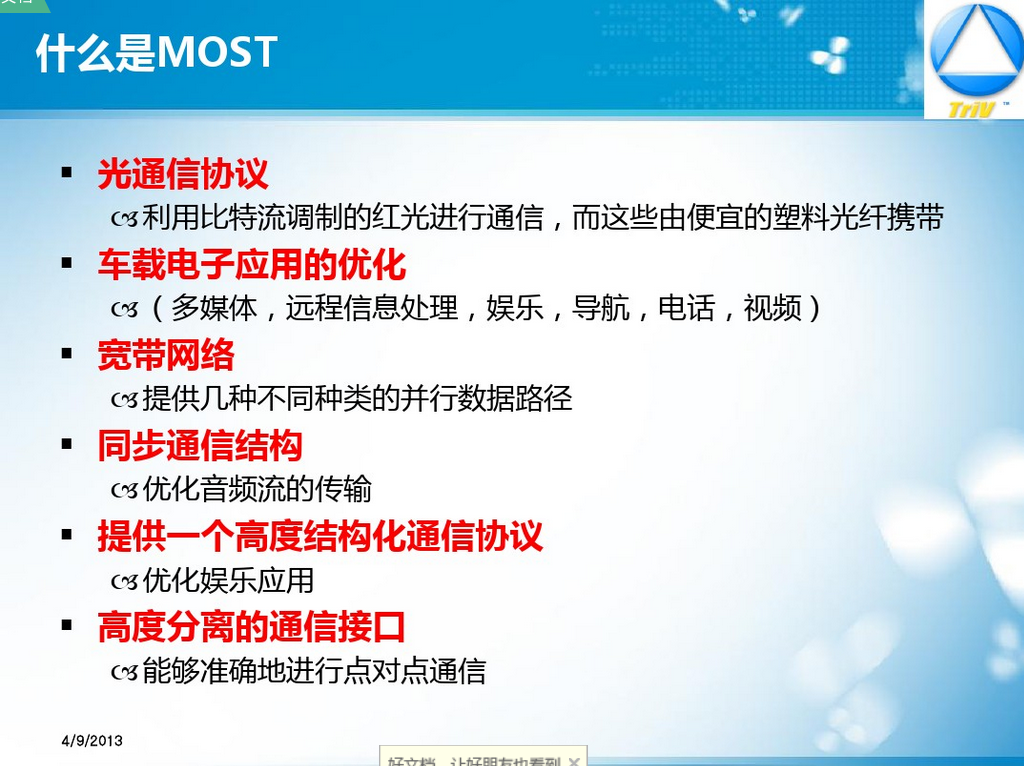 什么是MOST
TriV ™
▪ 光通信协议
利用比特流调制的红光进行通信，而这些由便宜的塑料光纤携带
▪ 车载电子应用的优化
（多媒体，远程信息处理，娱乐，导航，电话，视频）
▪ 宽带网络
提供几种不同种类的并行数据路径
▪ 同步通信结构
优化音频流的传输
▪ 提供一个高度结构化通信协议
优化娱乐应用
▪ 高度分离的通信接口
能够准确地进行点对点通信
4/9/2013
好文档，让好朋友也看到